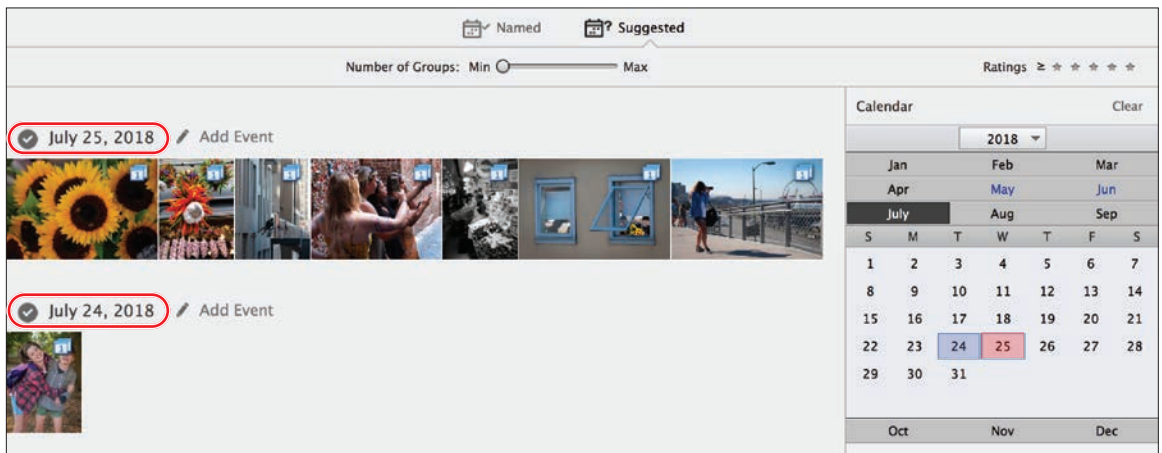 Named Suggested
Number of Groups: Min Max Ratings ≥
Calendar Clear
July 25, 2018 Add Event
2018
Jan Feb Mar
Apr May Jun
July Aug Sep
S M T W T F S
1 2 3 4 5 6 7
8 9 10 11 12 13 14
July 24, 2018 Add Event
15 16 17 18 19 20 21
22 23 24 25 26 27 28
29 30 31
Oct Nov Dec